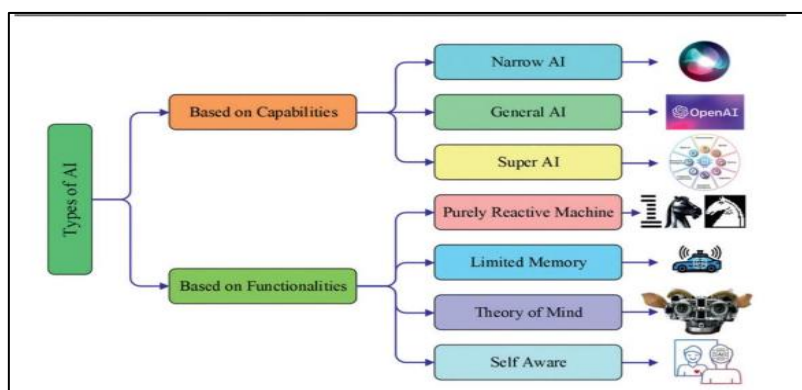 Types of AI
Based on Capabilities
Narrow AI
General AI
OpenAI
Super AI
Based on Functionalities
Purely Reactive Machine
Limited Memory
Theory of Mind
Self Aware